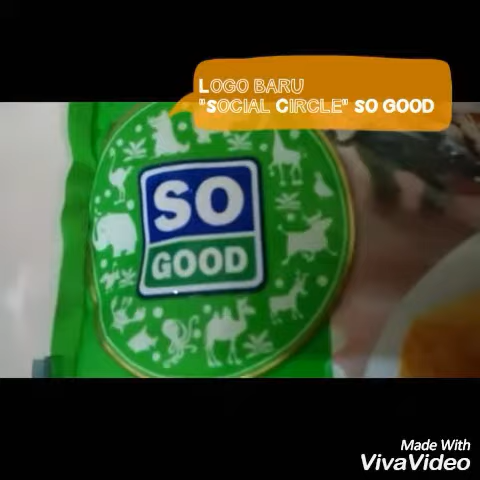 LOGO BARU
"SOCIAL CIRCLE" SO GOOD
SO
GOOD
Made With
VivaVideo